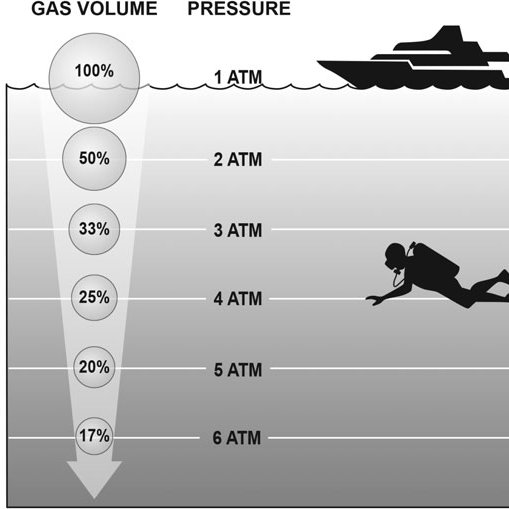 GAS VOLUME PRESSURE
100% 1 ATM
50% 2 ATM
33% 3 ATM
25% 4 ATM
20% 5 ATM
17% 6 ATM